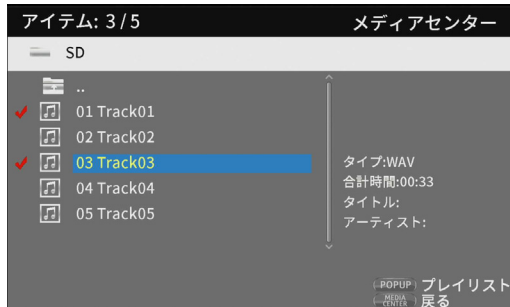 アイテム: 3/5 メディアセンター
SD
..
01 Track01
02 Track02
03 Track03
04 Track04
05 Track05
タイプ:WAV
合計時間:00:33
タイトル:
アーティスト:
POPUP プレイリスト
MEDIA CENTER 戻る